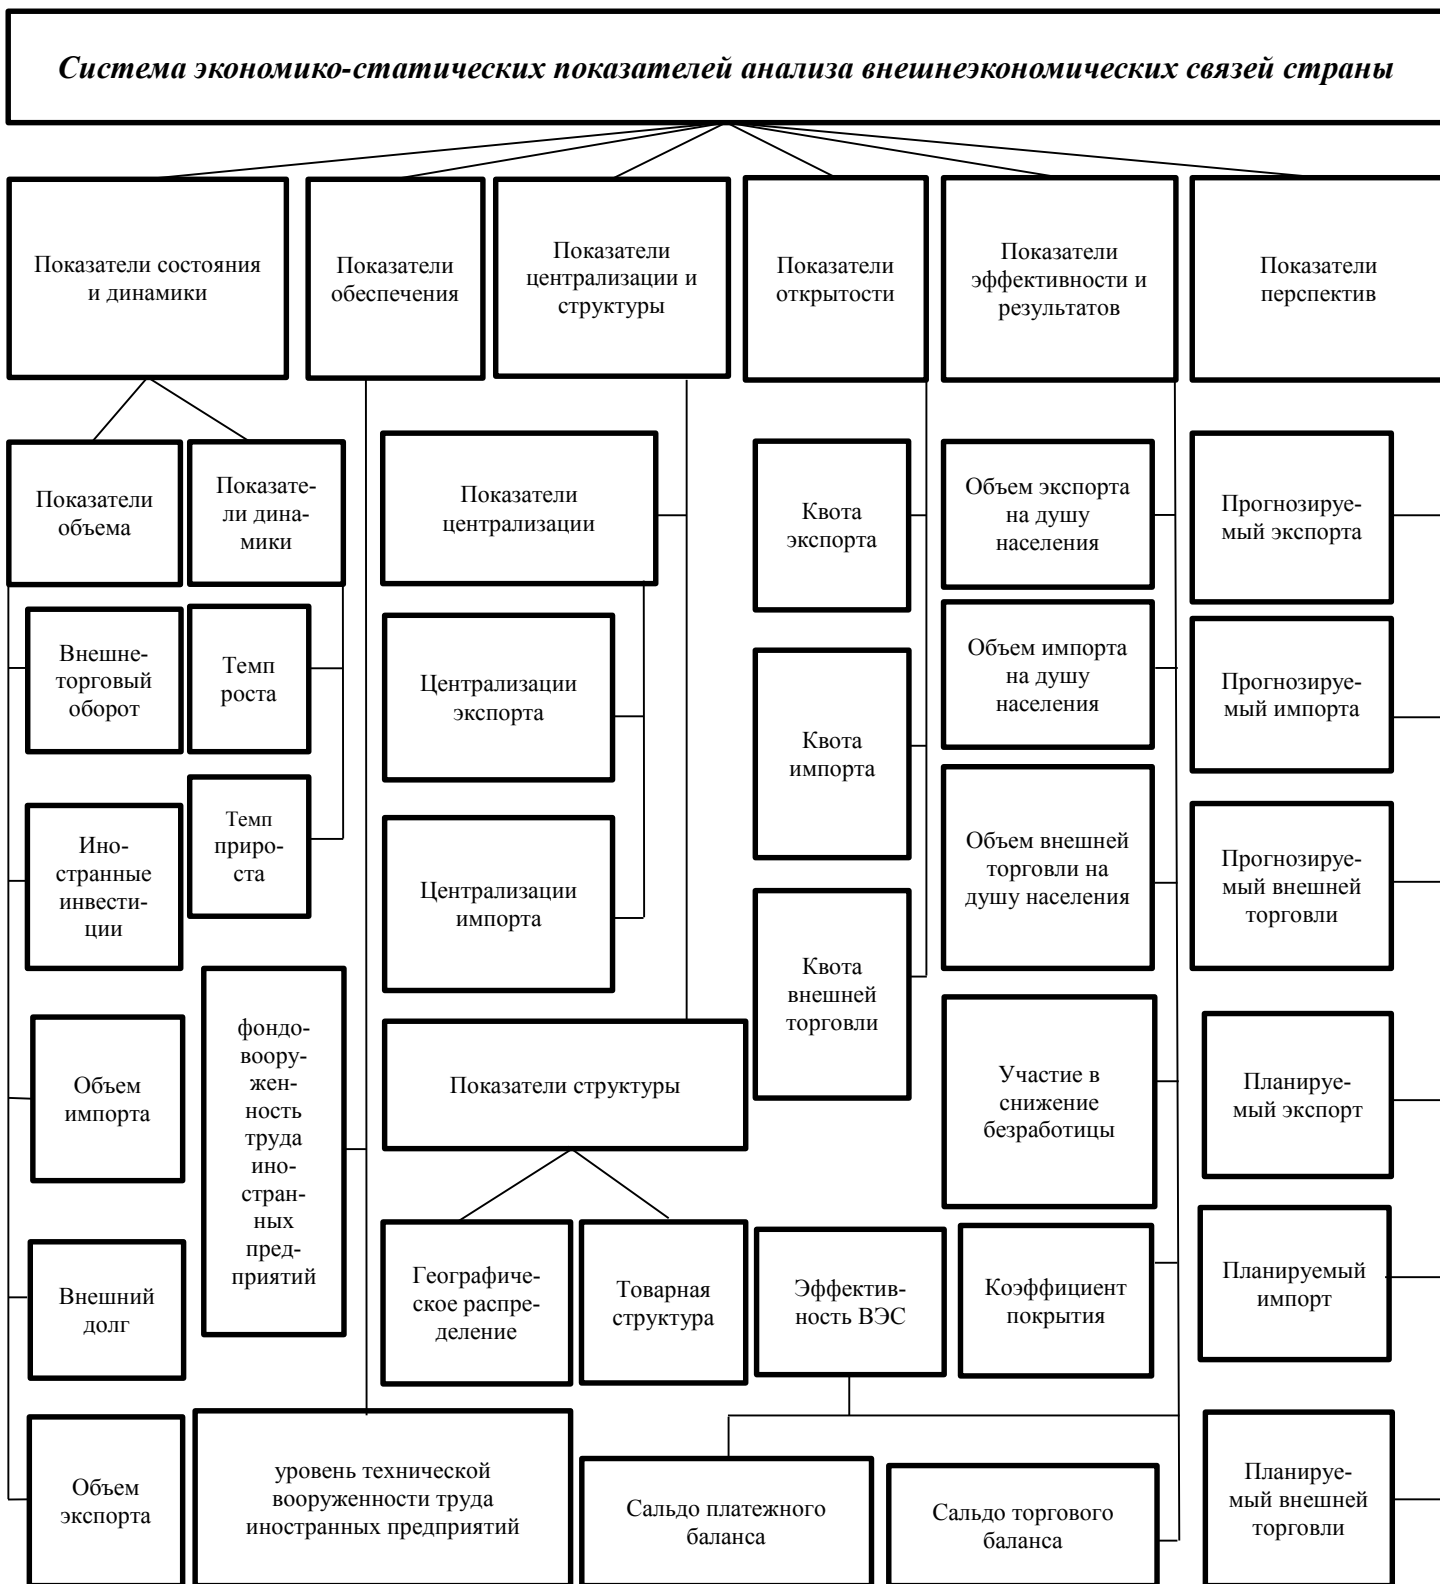 Система экономико-статических показателей анализа внешнеэкономических связей страны
Показатели состояния
и динамики
Показатели
обеспечения
Показатели
централизации и
структуры
Показатели
открытости
Показатели
эффективности и
результатов
Показатели
перспектив
Показатели
объема
Показате-
ли дина-
мики
Показатели
централизации
Квота
экспорта
Объем экспорта
на душу
населения
Прогнозируе-
мый экспорта
Внешне-
торговый
оборот
Темп
роста
Централизации
экспорта
Квота
импорта
Объем импорта
на душу
населения
Прогнозируе-
мый импорта
Ино-
странные
инвести-
ции
Темп
приро-
ста
Централизации
импорта
Квота
внешней
торговли
Объем внешней
торговли на
душу населения
Прогнозируе-
мый внешней
торговли
Объем
импорта
фондо-
воору-
жен-
ность
труда
ино-
стран-
ных
пред-
приятий
Показатели структуры
Участие в
снижение
безработицы
Планируе-
мый экспорт
Внешний
долг
Географиче-
ское распре-
деление
Товарная
структура
Эффектив-
ность ВЭС
Коэффициент
покрытия
Планируемый
импорт
Объем
экспорта
уровень технической
вооруженности труда
иностранных предприятий
Сальдо платежного
баланса
Сальдо торгового
баланса
Планируе-
мый внешней
торговли